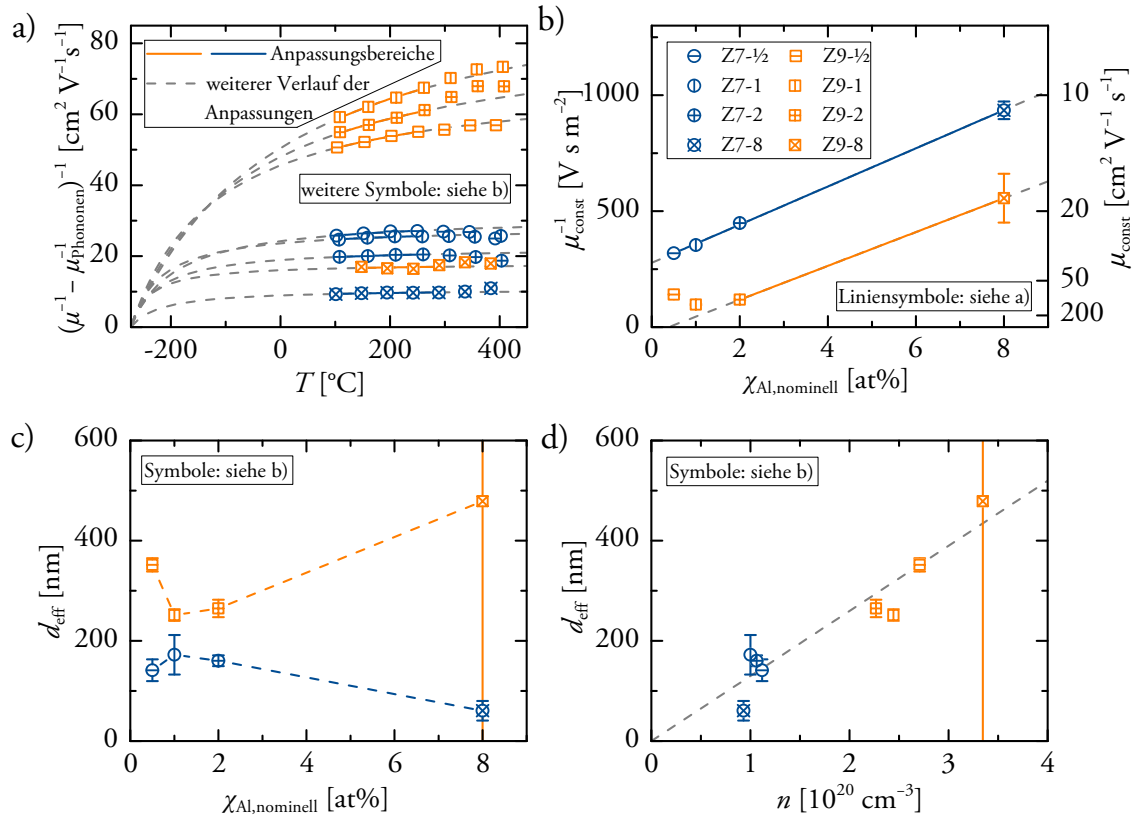 a)
80
60
40
20
0
(μ⁻¹ − μ⁻¹phononen)⁻¹ [cm² V⁻¹s⁻¹]
Anpassungsbereiche
weiterer Verlauf der
Anpassungen
weitere Symbole: siehe b)
-200 0 200 400
T [°C]
b)
1000
500
0
μ⁻¹const [V s m⁻²]
Z7-½ Z9-½
Z7-1 Z9-1
Z7-2 Z9-2
Z7-8 Z9-8
Liniensymbole: siehe a)
10
20
50
200
μconst [cm² V⁻¹ s⁻¹]
0 2 4 6 8
χAl,nominell [at%]
c)
600
400
200
0
deff [nm]
Symbole: siehe b)
0 2 4 6 8
χAl,nominell [at%]
d)
600
400
200
0
deff [nm]
Symbole: siehe b)
0 1 2 3 4
n [10²⁰ cm⁻³]